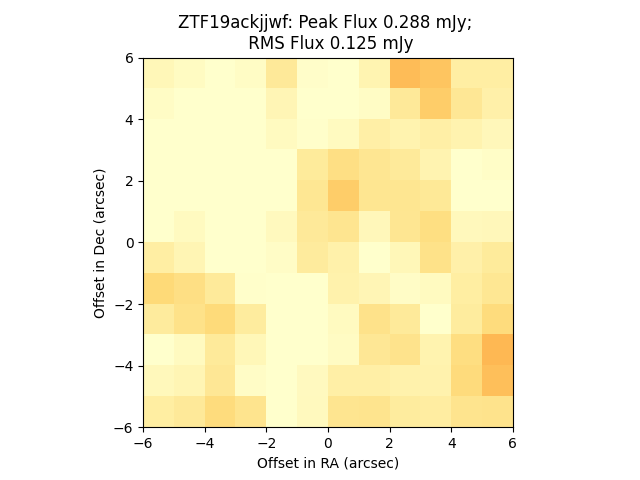 ZTF19ackjjwf: Peak Flux 0.288 mJy;
RMS Flux 0.125 mJy
6
4
2
0
−2
−4
−6
Offset in Dec (arcsec)
−6 −4 −2 0 2 4 6
Offset in RA (arcsec)